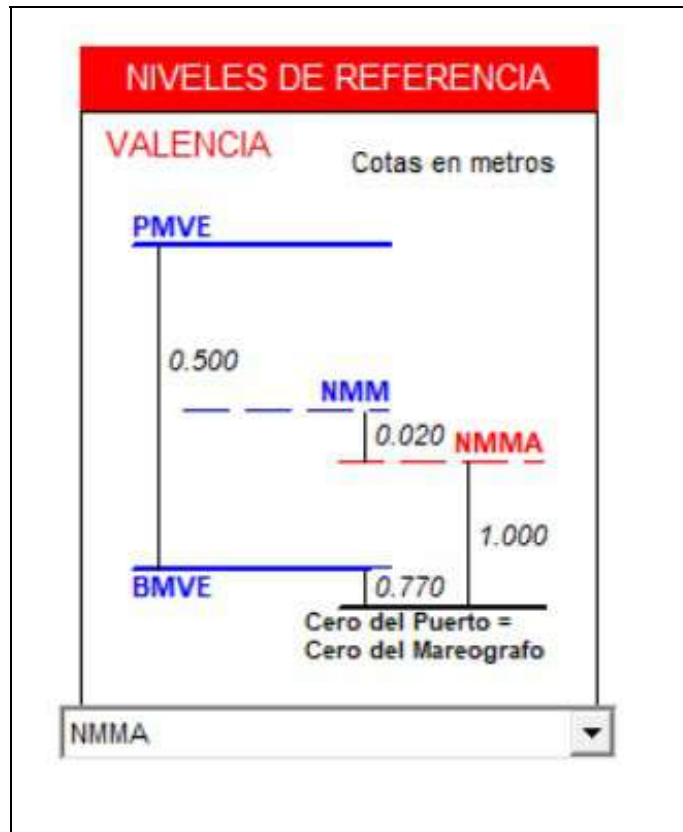 NIVELES DE REFERENCIA
VALENCIA
Cotas en metros
PMVE
0.500
NMM
0.020
NMMA
1.000
BMVE
0.770
Cero del Puerto =
Cero del Mareografo
NMMA